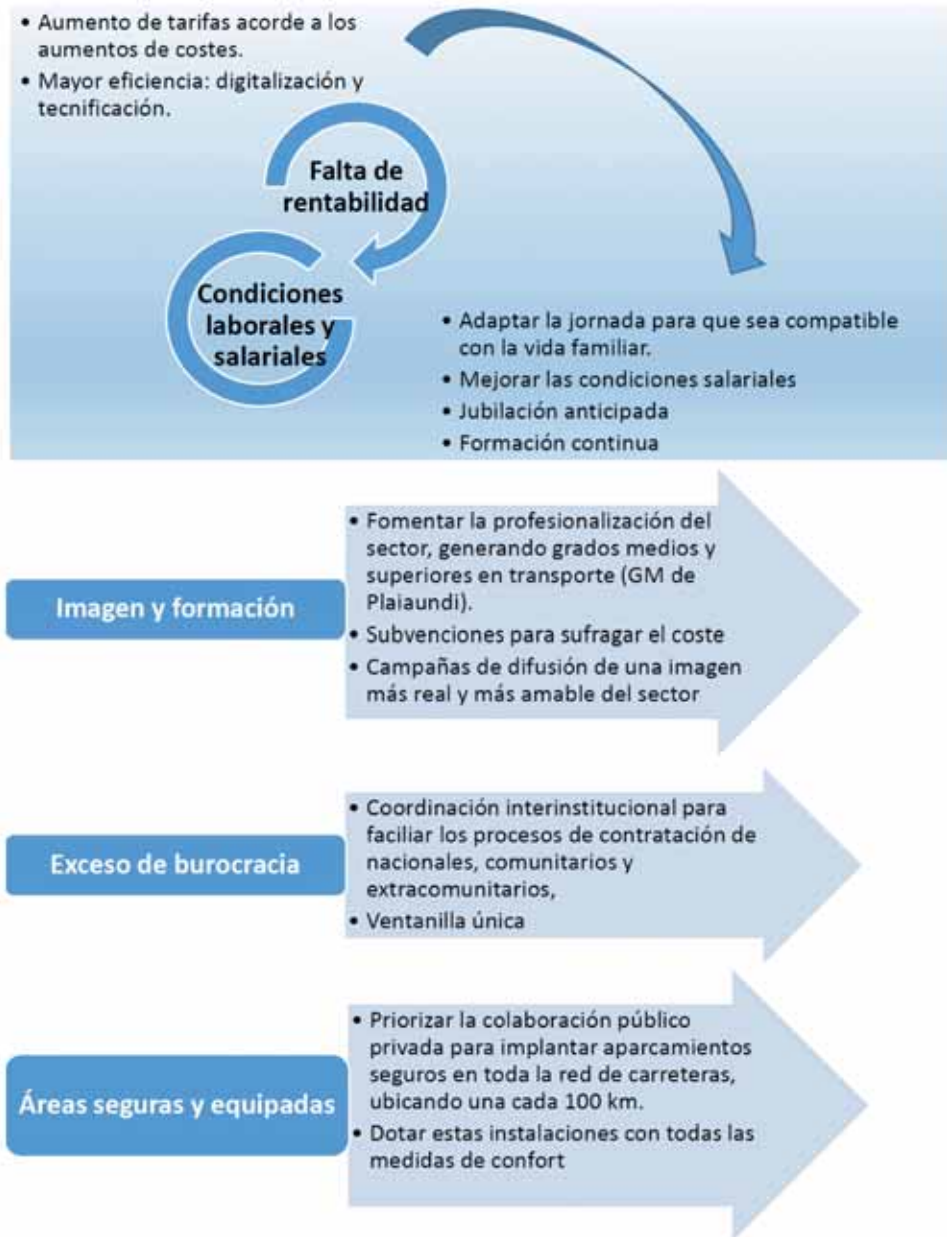 • Aumento de tarifas acorde a los
aumentos de costes.
• Mayor eficiencia: digitalización y
tecnificación.
Falta de
rentabilidad
Condiciones
laborales y
salariales
• Adaptar la jornada para que sea compatible
con la vida familiar.
• Mejorar las condiciones salariales
• Jubilación anticipada
• Formación continua
Imagen y formación
• Fomentar la profesionalización del
sector, generando grados medios y
superiores en transporte (GM de
Plaiaundi).
• Subvenciones para sufragar el coste
• Campañas de difusión de una imagen
más real y más amable del sector
Exceso de burocracia
• Coordinación interinstitucional para
faciliar los procesos de contratación de
nacionales, comunitarios y
extracomunitarios,
• Ventanilla única
Áreas seguras y equipadas
• Priorizar la colaboración público
privada para implantar aparcamientos
seguros en toda la red de carreteras,
ubicando una cada 100 km.
• Dotar estas instalaciones con todas las
medidas de confort